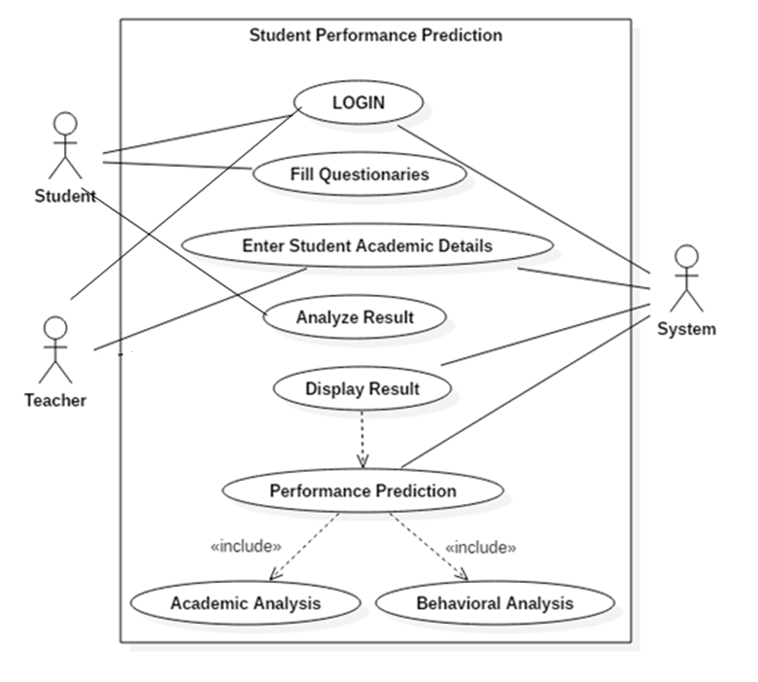 Student Performance Prediction
LOGIN
Fill Questionaries
Student
Enter Student Academic Details
Analyze Result
System
Display Result
Teacher
Performance Prediction
«include»
«include»
Academic Analysis
Behavioral Analysis